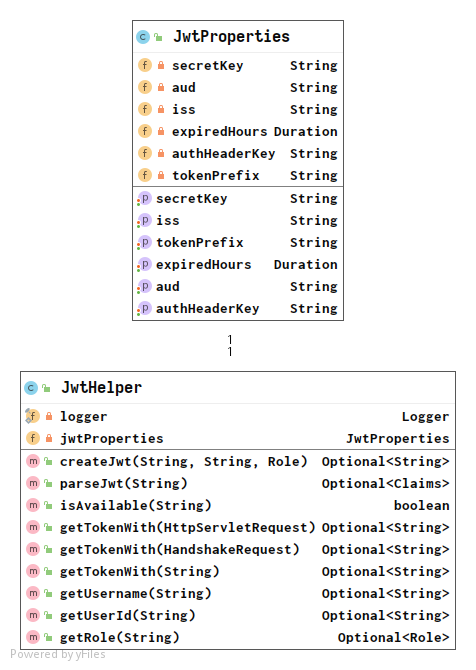 JwtProperties
secretKey String
aud String
iss String
expiredHours Duration
authHeaderKey String
tokenPrefix String
secretKey String
iss String
tokenPrefix String
expiredHours Duration
aud String
authHeaderKey String
1
1
JwtHelper
logger Logger
jwtProperties JwtProperties
createJwt(String, String, Role) Optional<String>
parseJwt(String) Optional<Claims>
isAvailable(String) boolean
getTokenWith(HttpServletRequest) Optional<String>
getTokenWith(HandshakeRequest) Optional<String>
getTokenWith(String) Optional<String>
getUsername(String) Optional<String>
getUserId(String) Optional<String>
getRole(String) Optional<Role>
Powered by yFiles